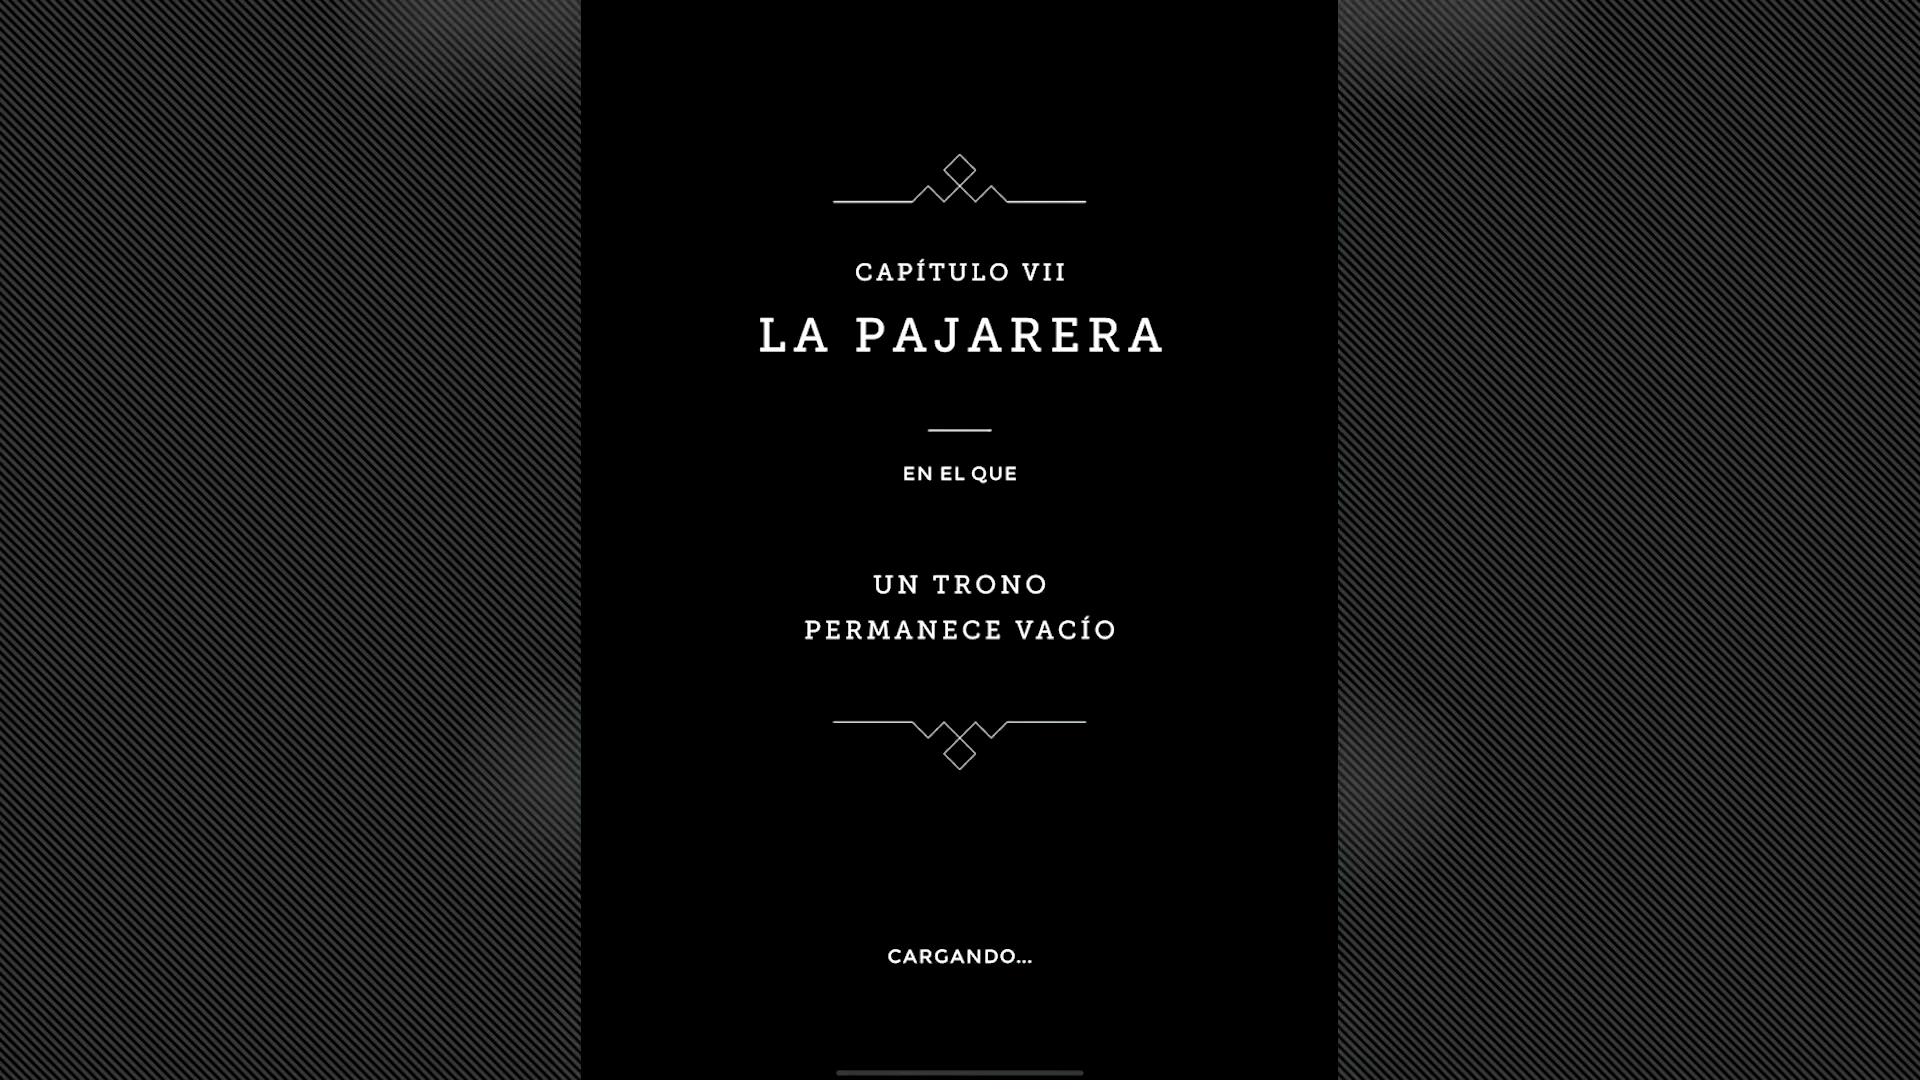 CAPÍTULO VII
LA PAJARERA
EN EL QUE
UN TRONO
PERMANECE VACÍO
CARGANDO...